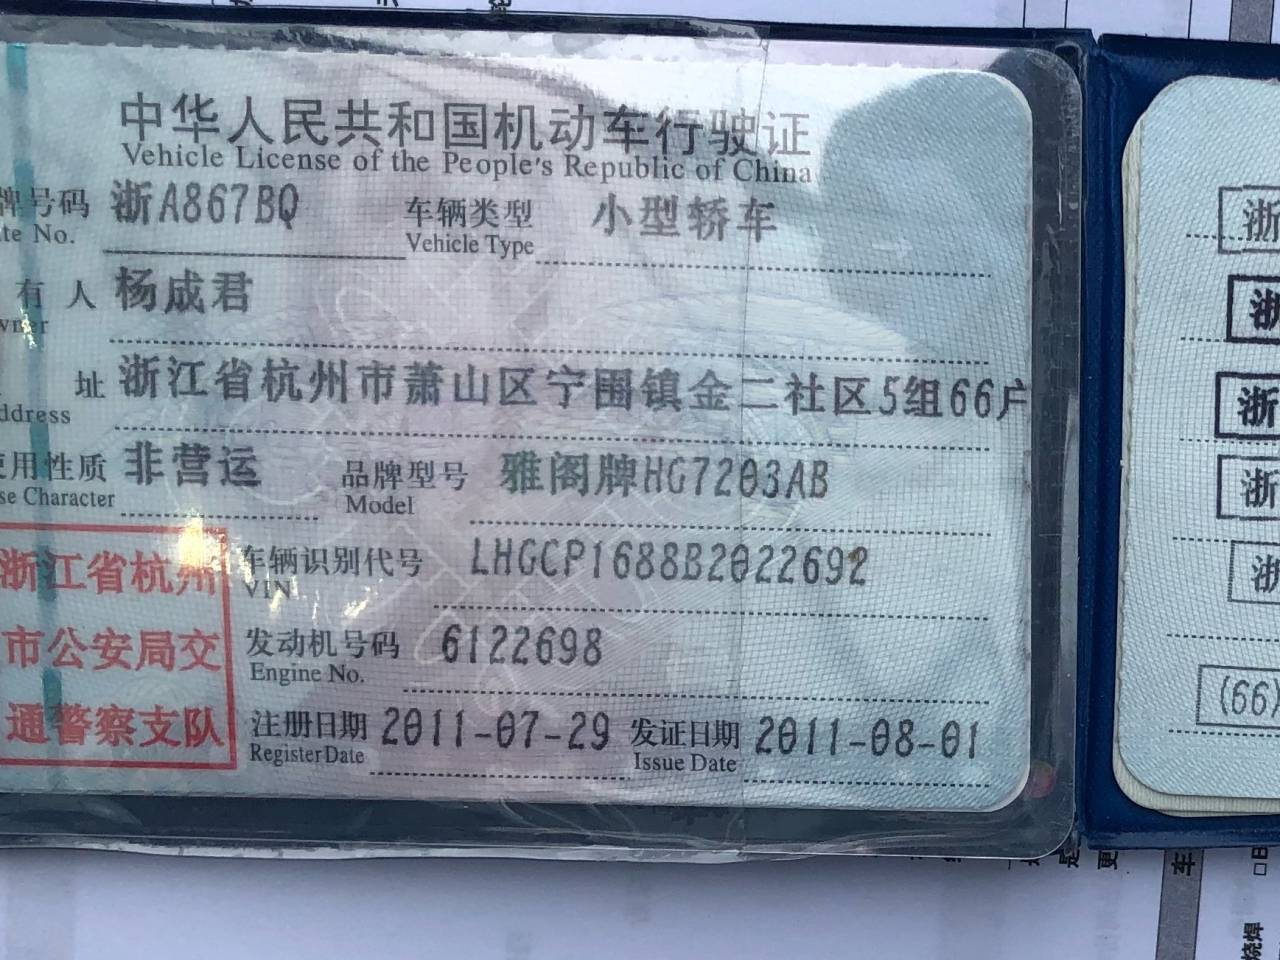 中华人民共和国机动车行驶证
Vehicle License of the People's Republic of China
牌号码 浙A867BQ 车辆类型 小型轿车
te No. Vehicle Type
有人 杨成君
wner
址 浙江省杭州市萧山区宁围镇金二社区5组66户
ddress
使用性质 非营运 品牌型号 雅阁牌HG7203AB
se Character Model
车辆识别代号 LHGCP1688B2022692
VIN
浙江省杭州
市公安局交
通警察支队
发动机号码 6122698
Engine No.
注册日期 2011-07-29 发证日期 2011-08-01
Register Date Issue Date
浙
浙
浙
浙
浙
(66)
车
烧焊